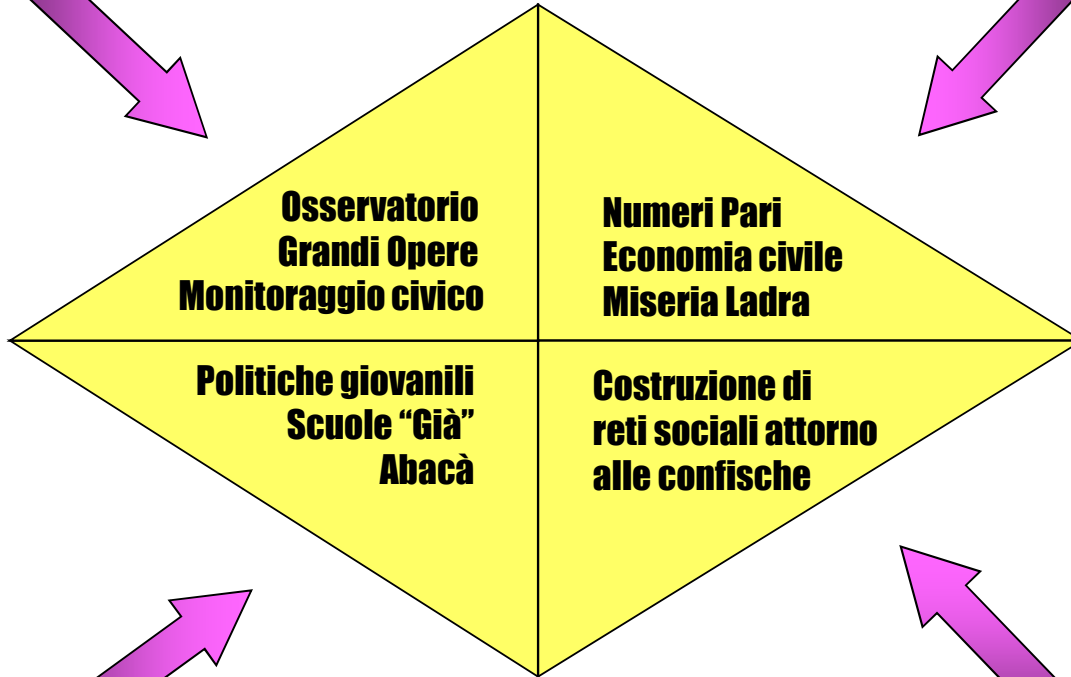 Osservatorio
Grandi Opere
Monitoraggio civico
Numeri Pari
Economia civile
Miseria Ladra
Politiche giovanili
Scuole “Già”
Abacà
Costruzione di
reti sociali attorno
alle confische